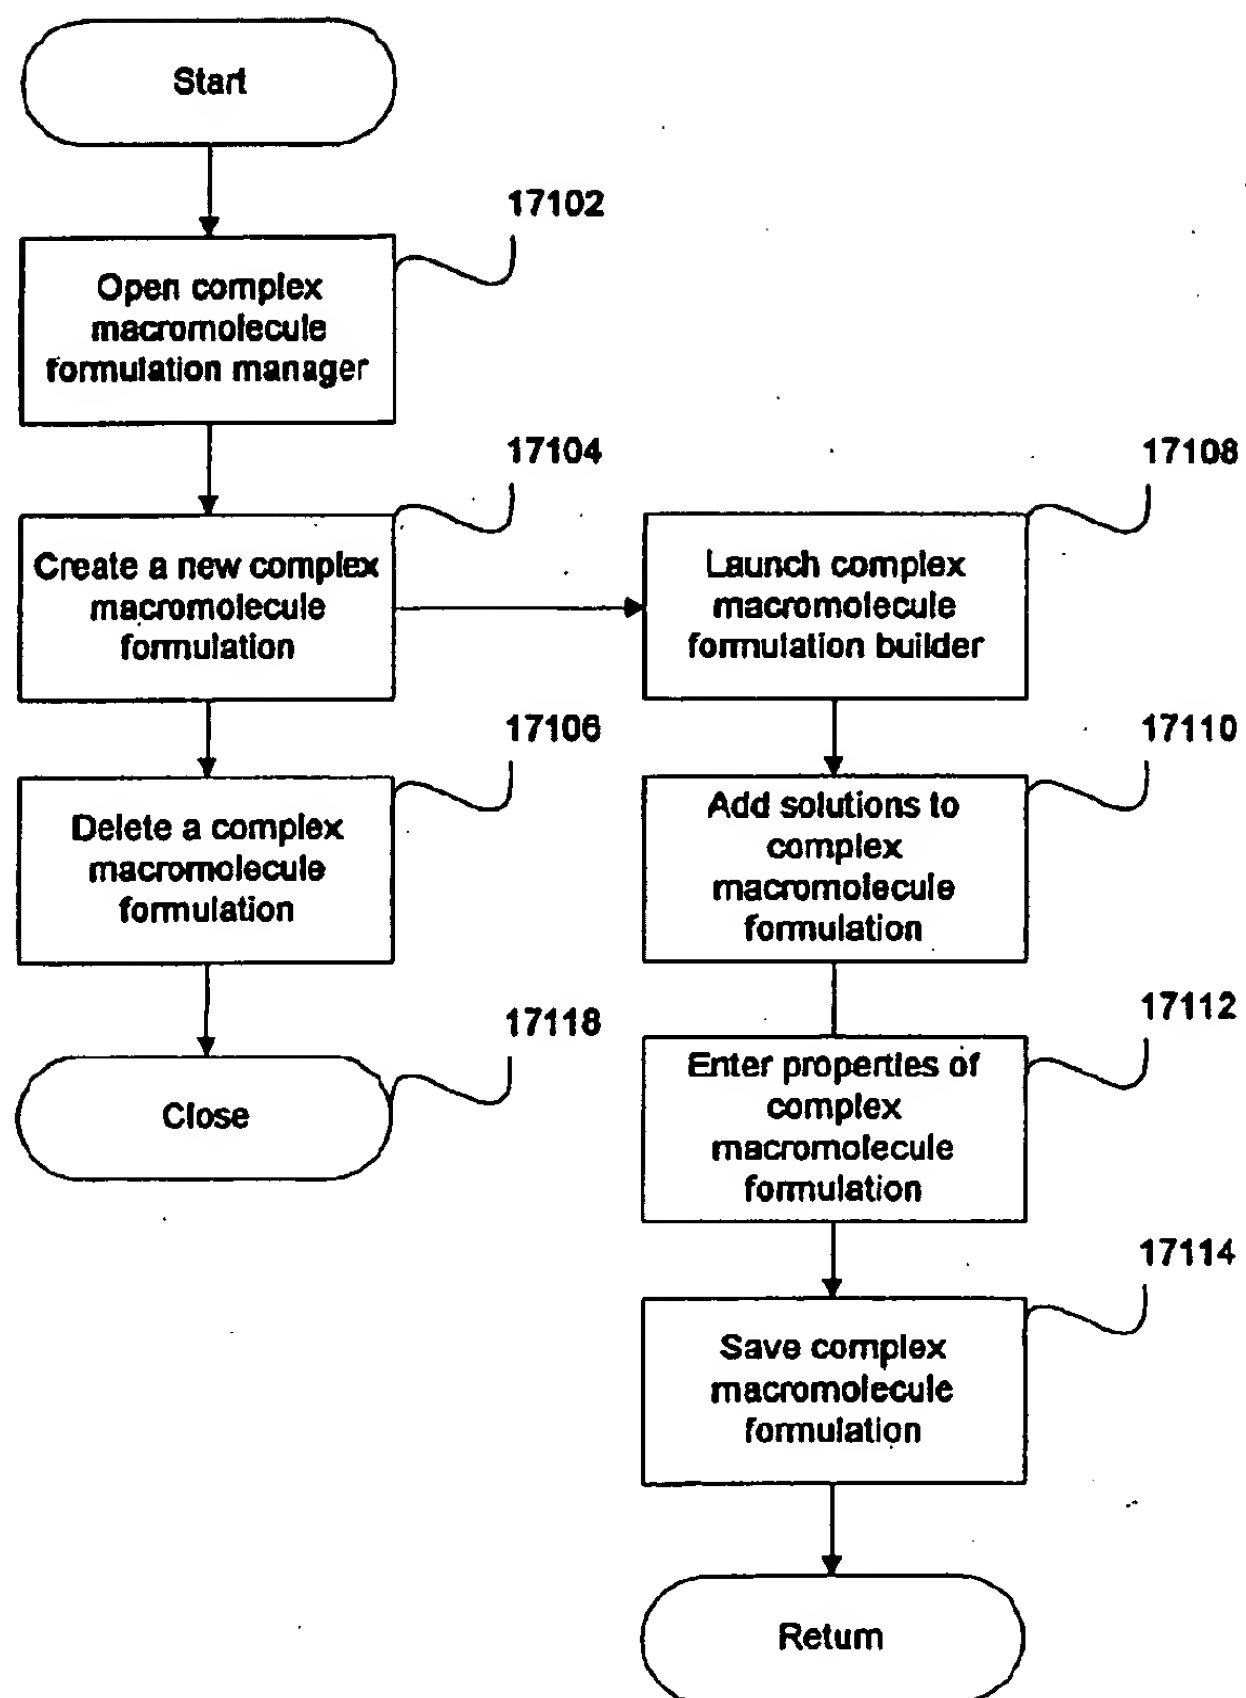 Start
17102
Open complex
macromolecule
formulation manager
17104
Create a new complex
macromolecule
formulation
17106
Delete a complex
macromolecule
formulation
17118
Close
17108
Launch complex
macromolecule
formulation builder
17110
Add solutions to
complex
macromolecule
formulation
17112
Enter properties of
complex
macromolecule
formulation
17114
Save complex
macromolecule
formulation
Return